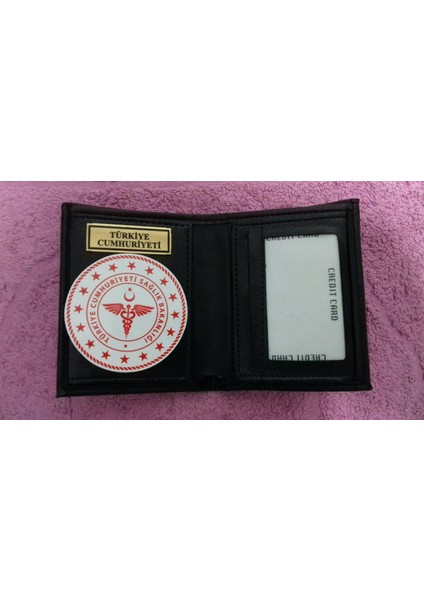 TÜRKİYE
CUMHURİYETİ
TÜRKİYE CUMHURİYETİ SAĞLIK BAKANLIĞI
CREDIT CARD
CREDIT CARD
CREDIT CARD